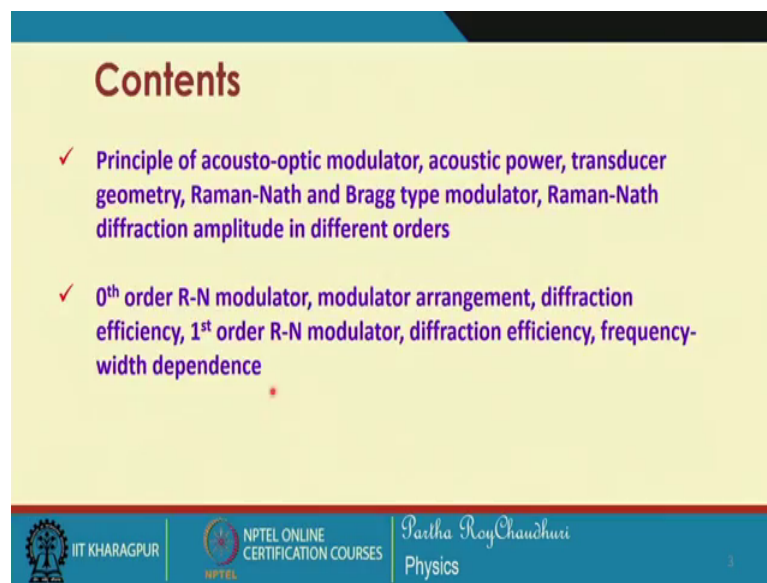 Contents
✓ Principle of acousto-optic modulator, acoustic power, transducer
geometry, Raman-Nath and Bragg type modulator, Raman-Nath
diffraction amplitude in different orders
✓ 0th order R-N modulator, modulator arrangement, diffraction
efficiency, 1st order R-N modulator, diffraction efficiency, frequency-
width dependence
IIT KHARAGPUR
NPTEL
NPTEL ONLINE
CERTIFICATION COURSES
Partha RoyChaudhuri
Physics
3